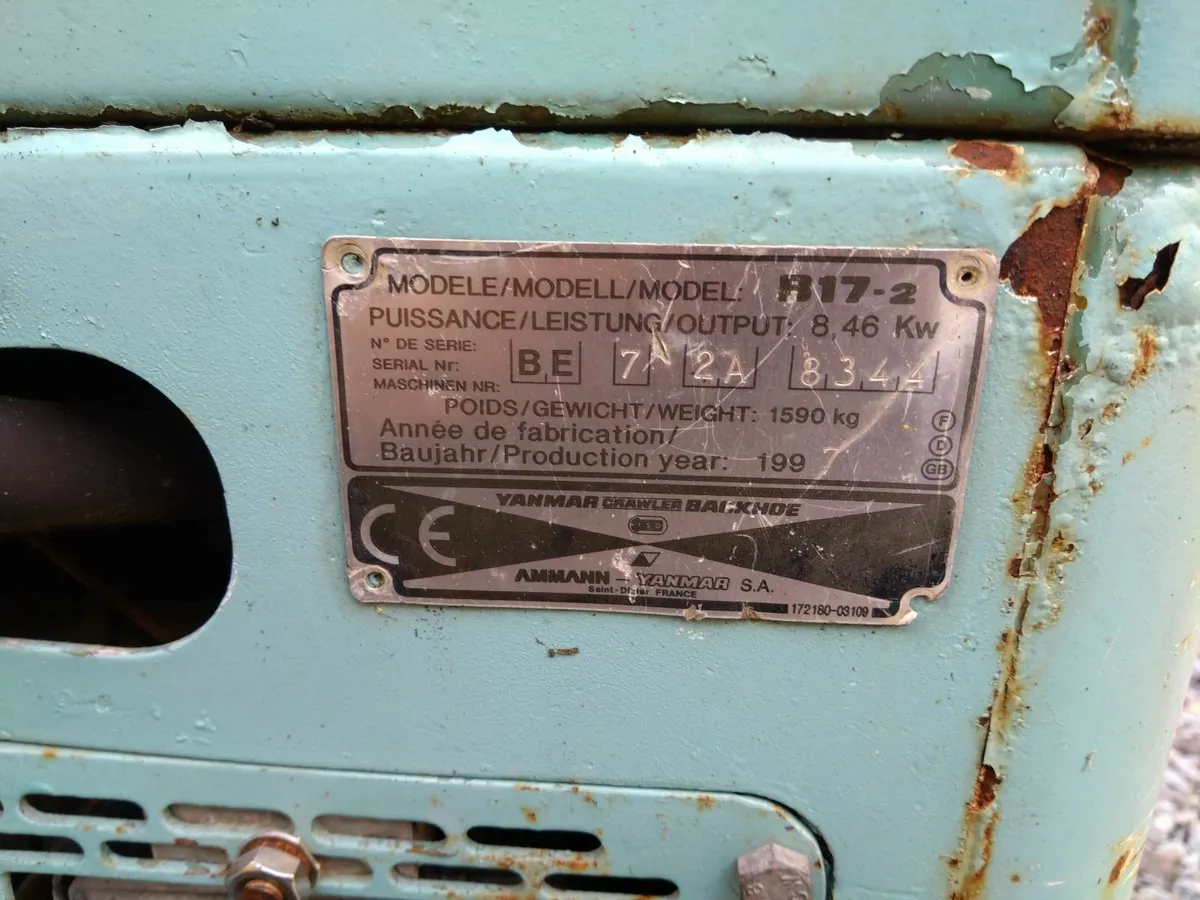 MODELE/MODELL/MODEL: B17-2
PUISSANCE/LEISTUNG/OUTPUT: 8,46 Kw
N° DE SERIE:
SERIAL Nr:
MASCHINEN NR:
BE 7 2A 8344
POIDS/GEWICHT/WEIGHT: 1590 kg
Année de fabrication/
Baujahr/Production year: 199
F
D
GB
YANMAR CRAWLER BACKHOE
CE
AMMANN - YANMAR S.A.
Saint-Dizier FRANCE
172180-03109